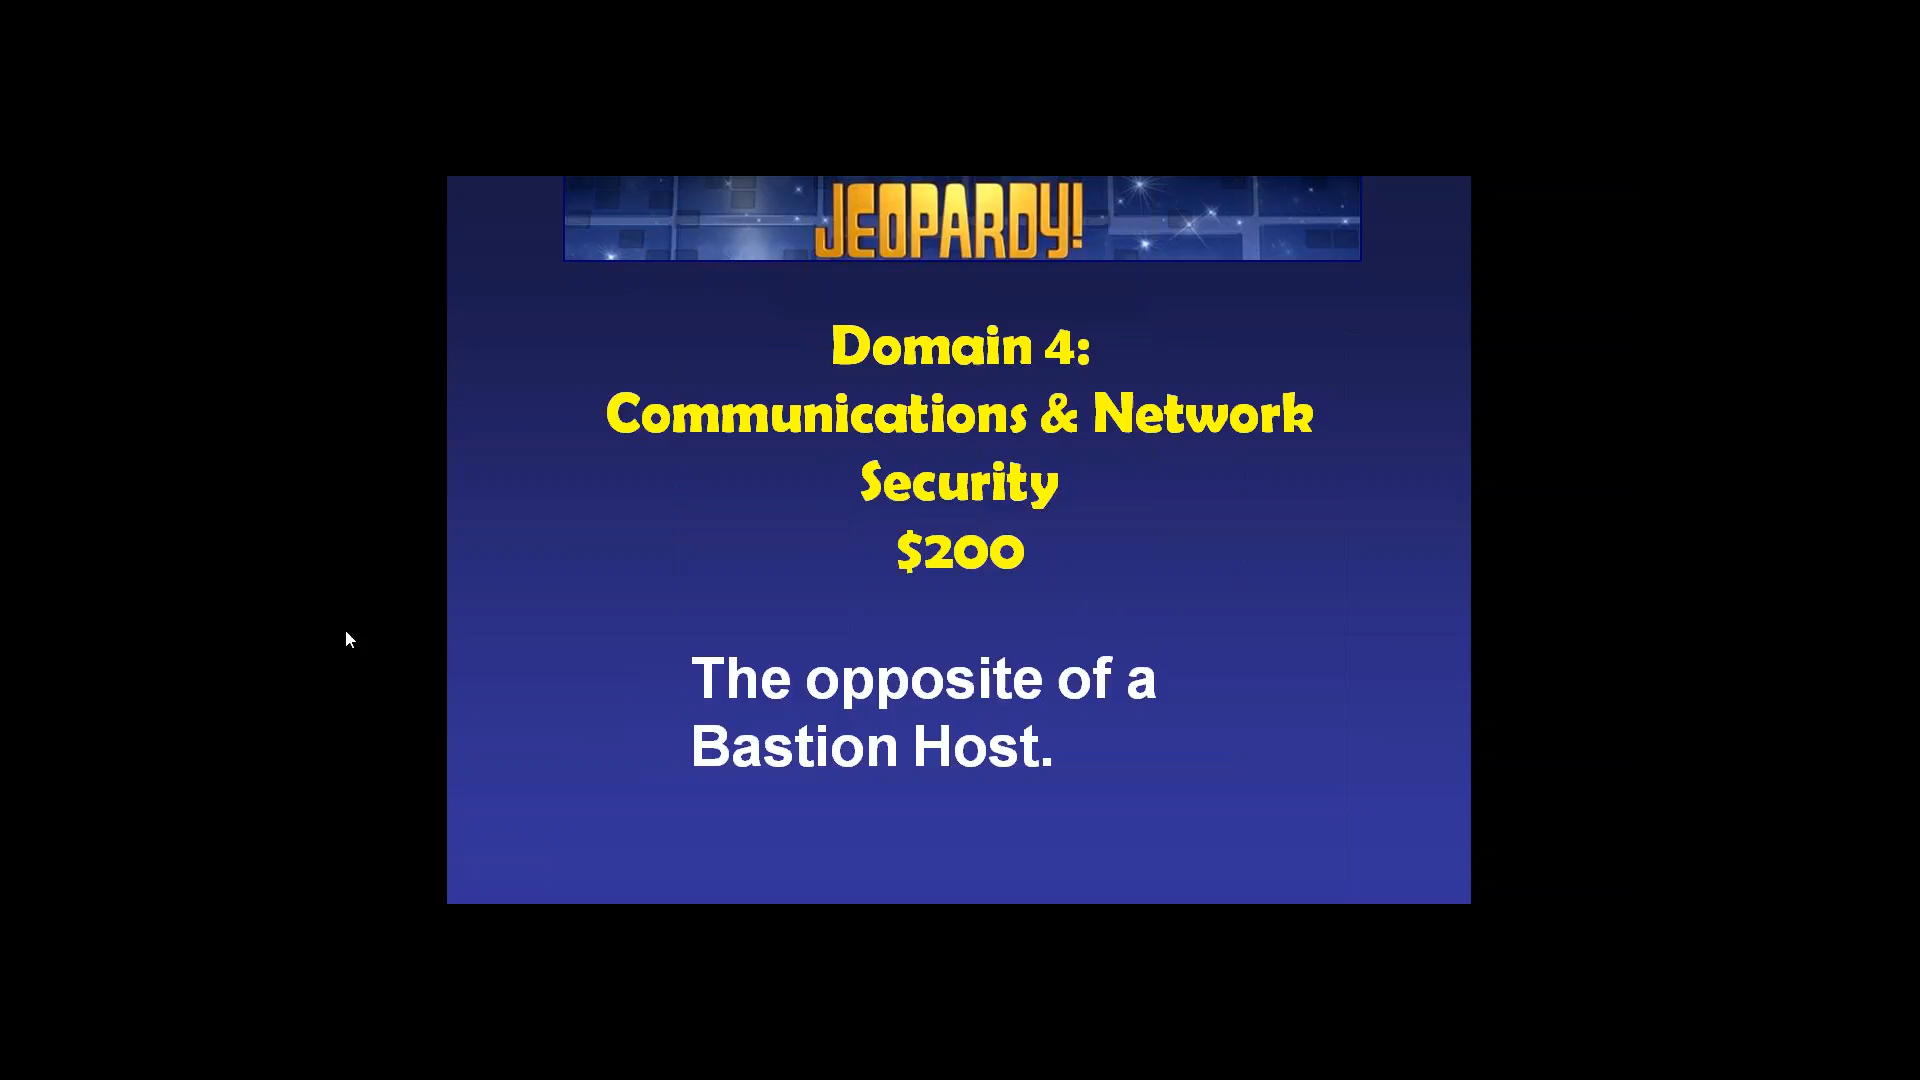 JEOPARDY!
Domain 4:
Communications & Network
Security
$200
The opposite of a
Bastion Host.